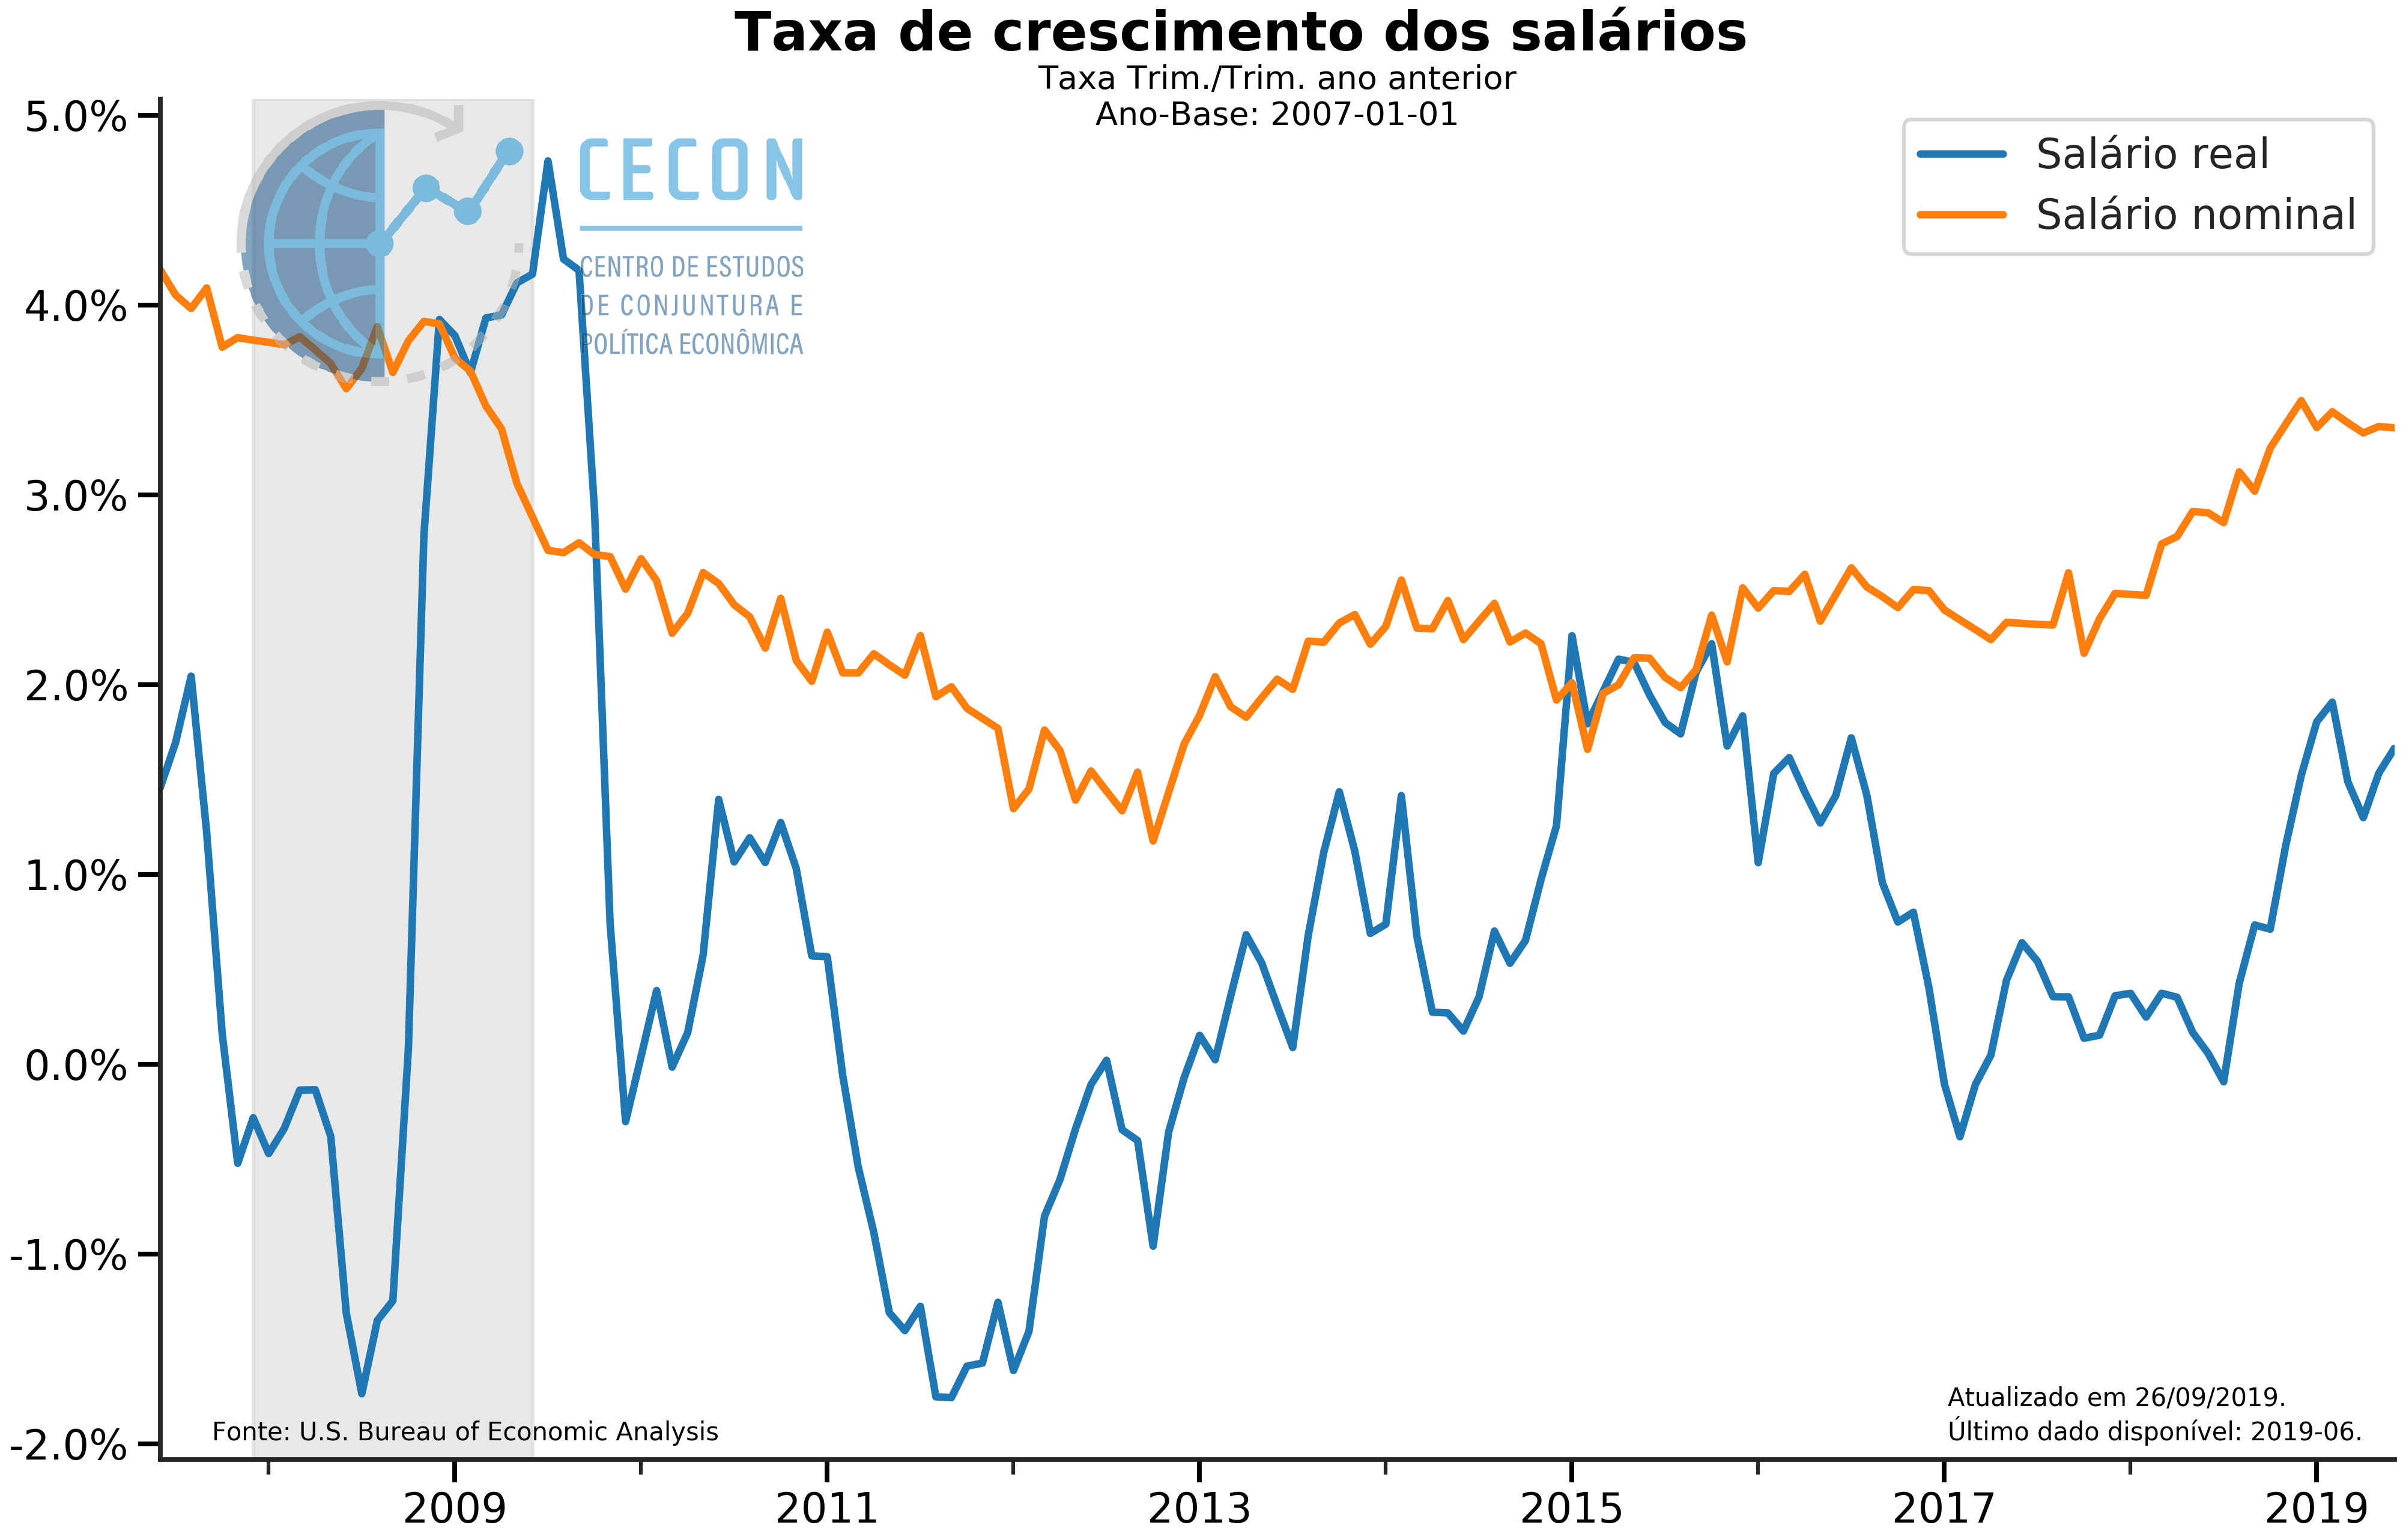 Taxa de crescimento dos salários
Taxa Trim./Trim. ano anterior
Ano-Base: 2007-01-01
5.0%
4.0%
3.0%
2.0%
1.0%
0.0%
-1.0%
-2.0%
CECON
CENTRO DE ESTUDOS
DE CONJUNTURA E
POLÍTICA ECONÔMICA
Salário real
Salário nominal
Fonte: U.S. Bureau of Economic Analysis
Atualizado em 26/09/2019.
Último dado disponível: 2019-06.
2009 2011 2013 2015 2017 2019